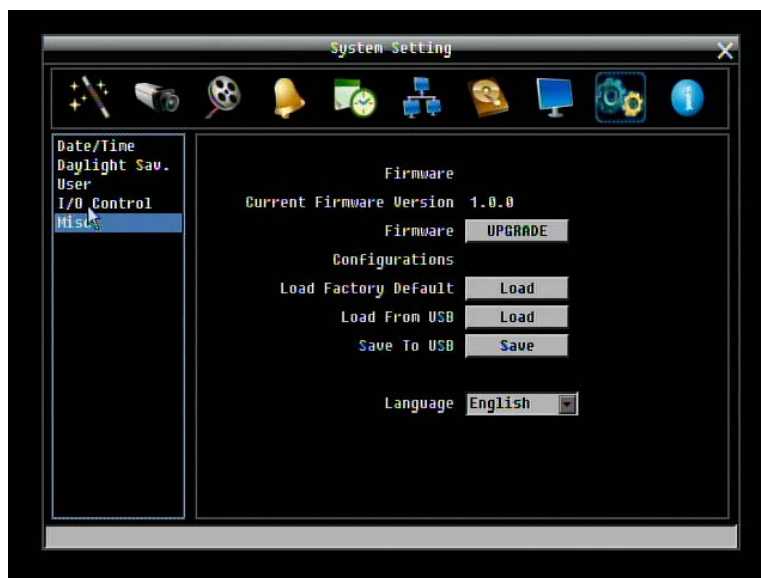 System Setting
Date/Time
Daylight Sav.
User
I/O Control
Misc
Firmware
Current Firmware Version 1.0.0
Firmware UPGRADE
Configurations
Load Factory Default Load
Load From USB Load
Save To USB Save
Language English